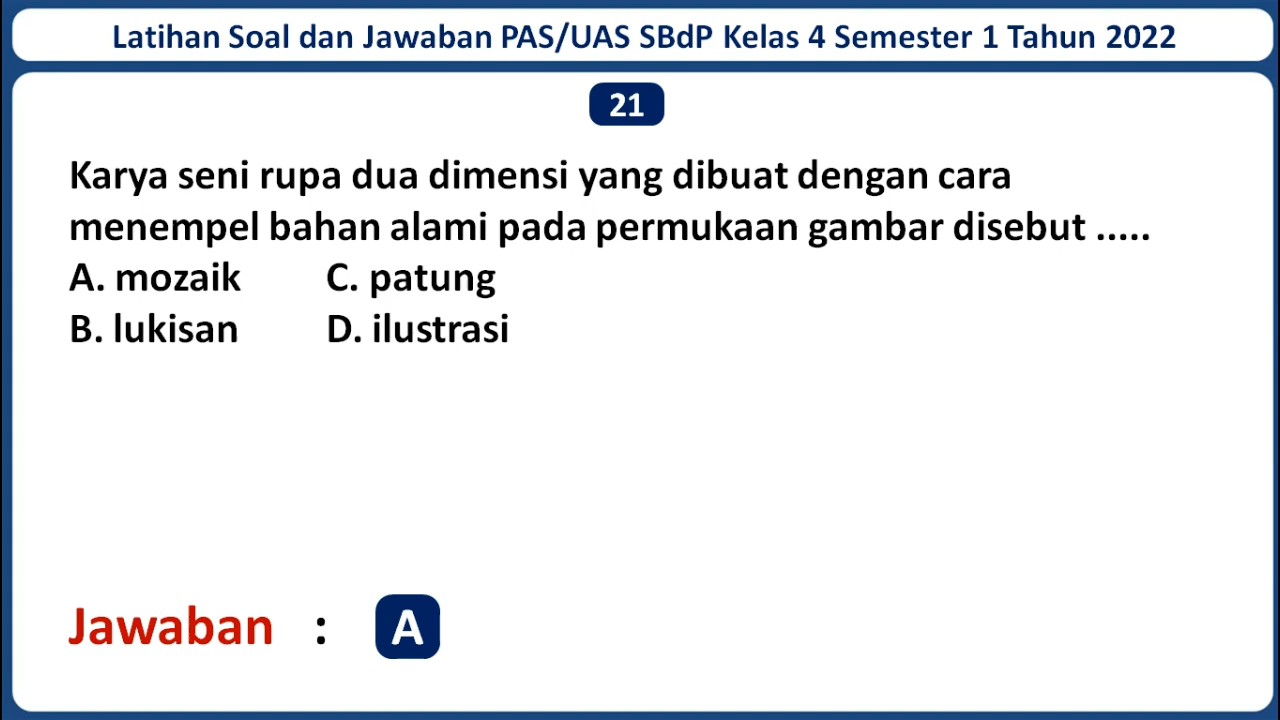 Latihan Soal dan Jawaban PAS/UAS SBdP Kelas 4 Semester 1 Tahun 2022
21
Karya seni rupa dua dimensi yang dibuat dengan cara
menempel bahan alami pada permukaan gambar disebut .....
A. mozaik C. patung
B. lukisan D. ilustrasi
Jawaban : A